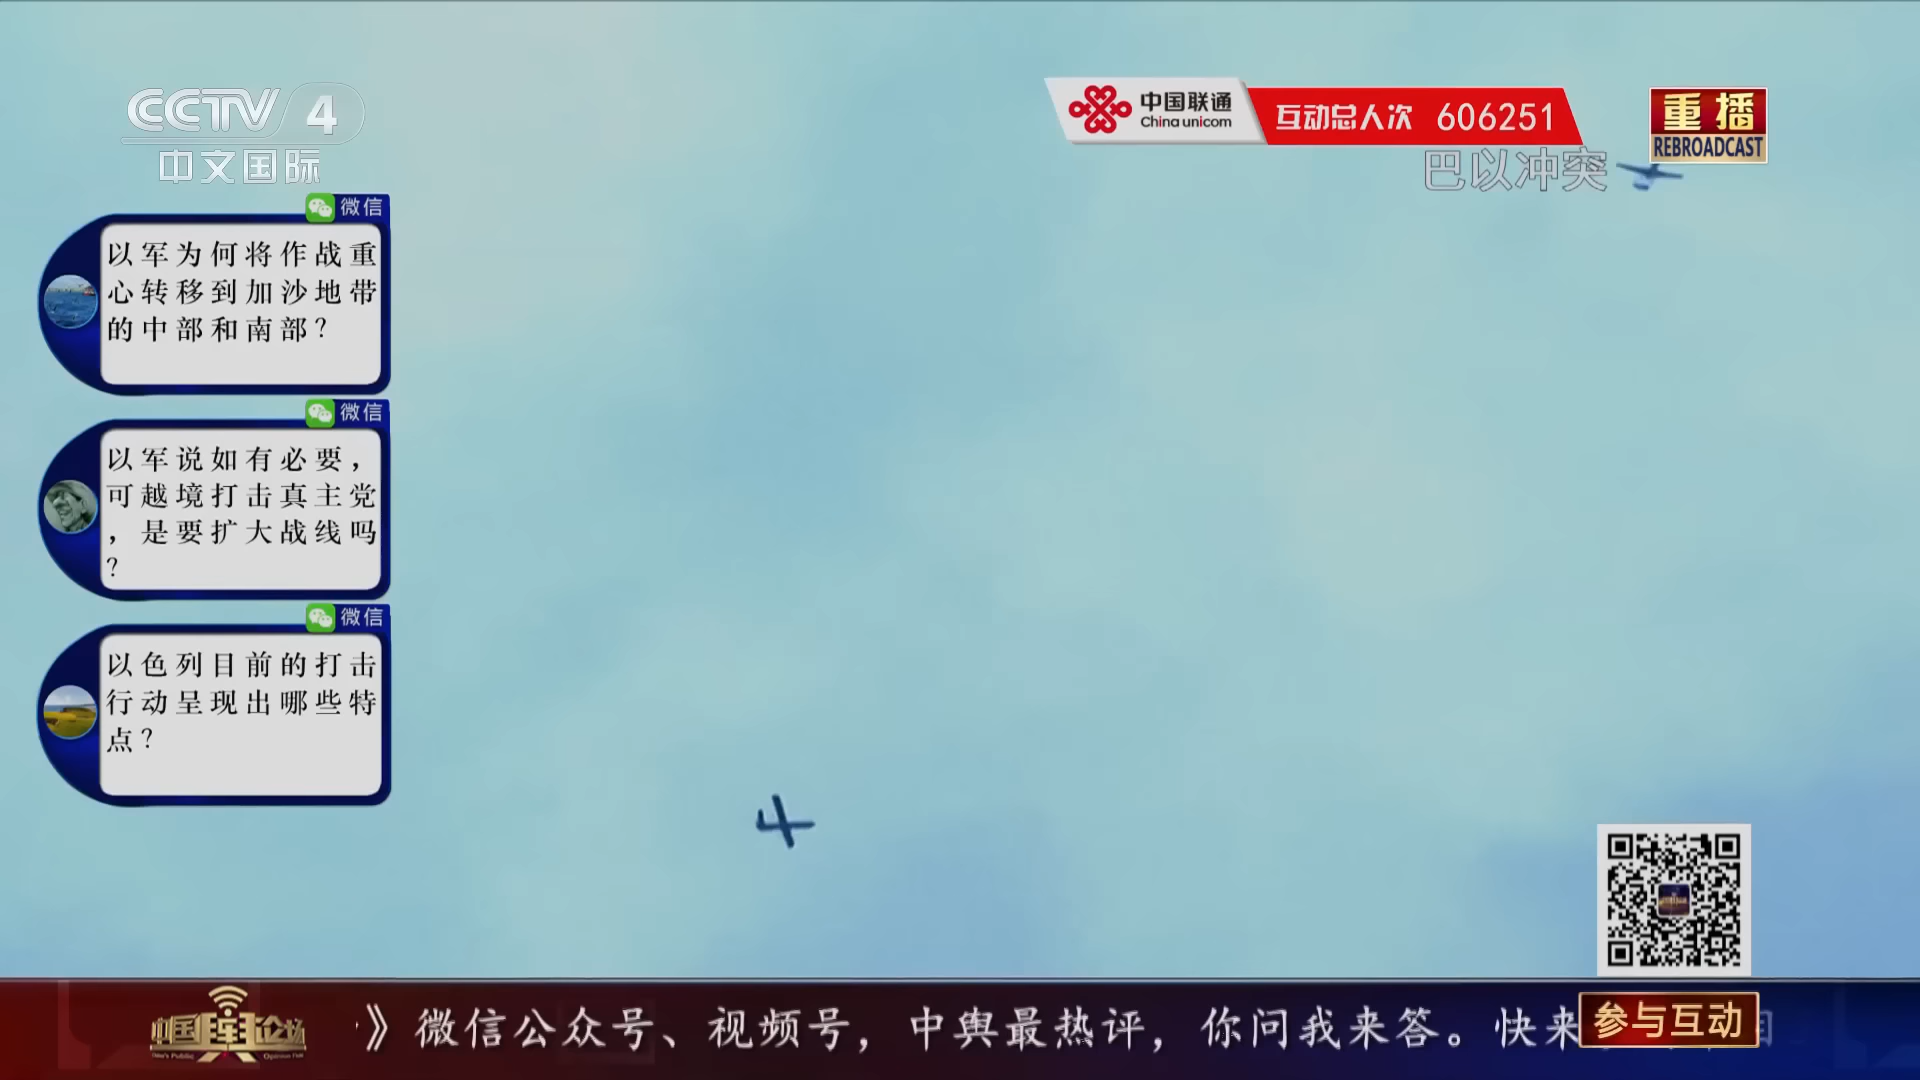 CCTV 4
中文国际
中国联通
China unicom
互动总人次 606251
重播
REBROADCAST
巴以冲突
微信
以军为何将作战重
心转移到加沙地带
的中部和南部？
微信
以军说如有必要，
可越境打击真主党
，是要扩大战线吗
？
微信
以色列目前的打击
行动呈现出哪些特
点？
中国舆论场
》微信公众号、视频号，中舆最热评，你问我来答。快来
参与互动